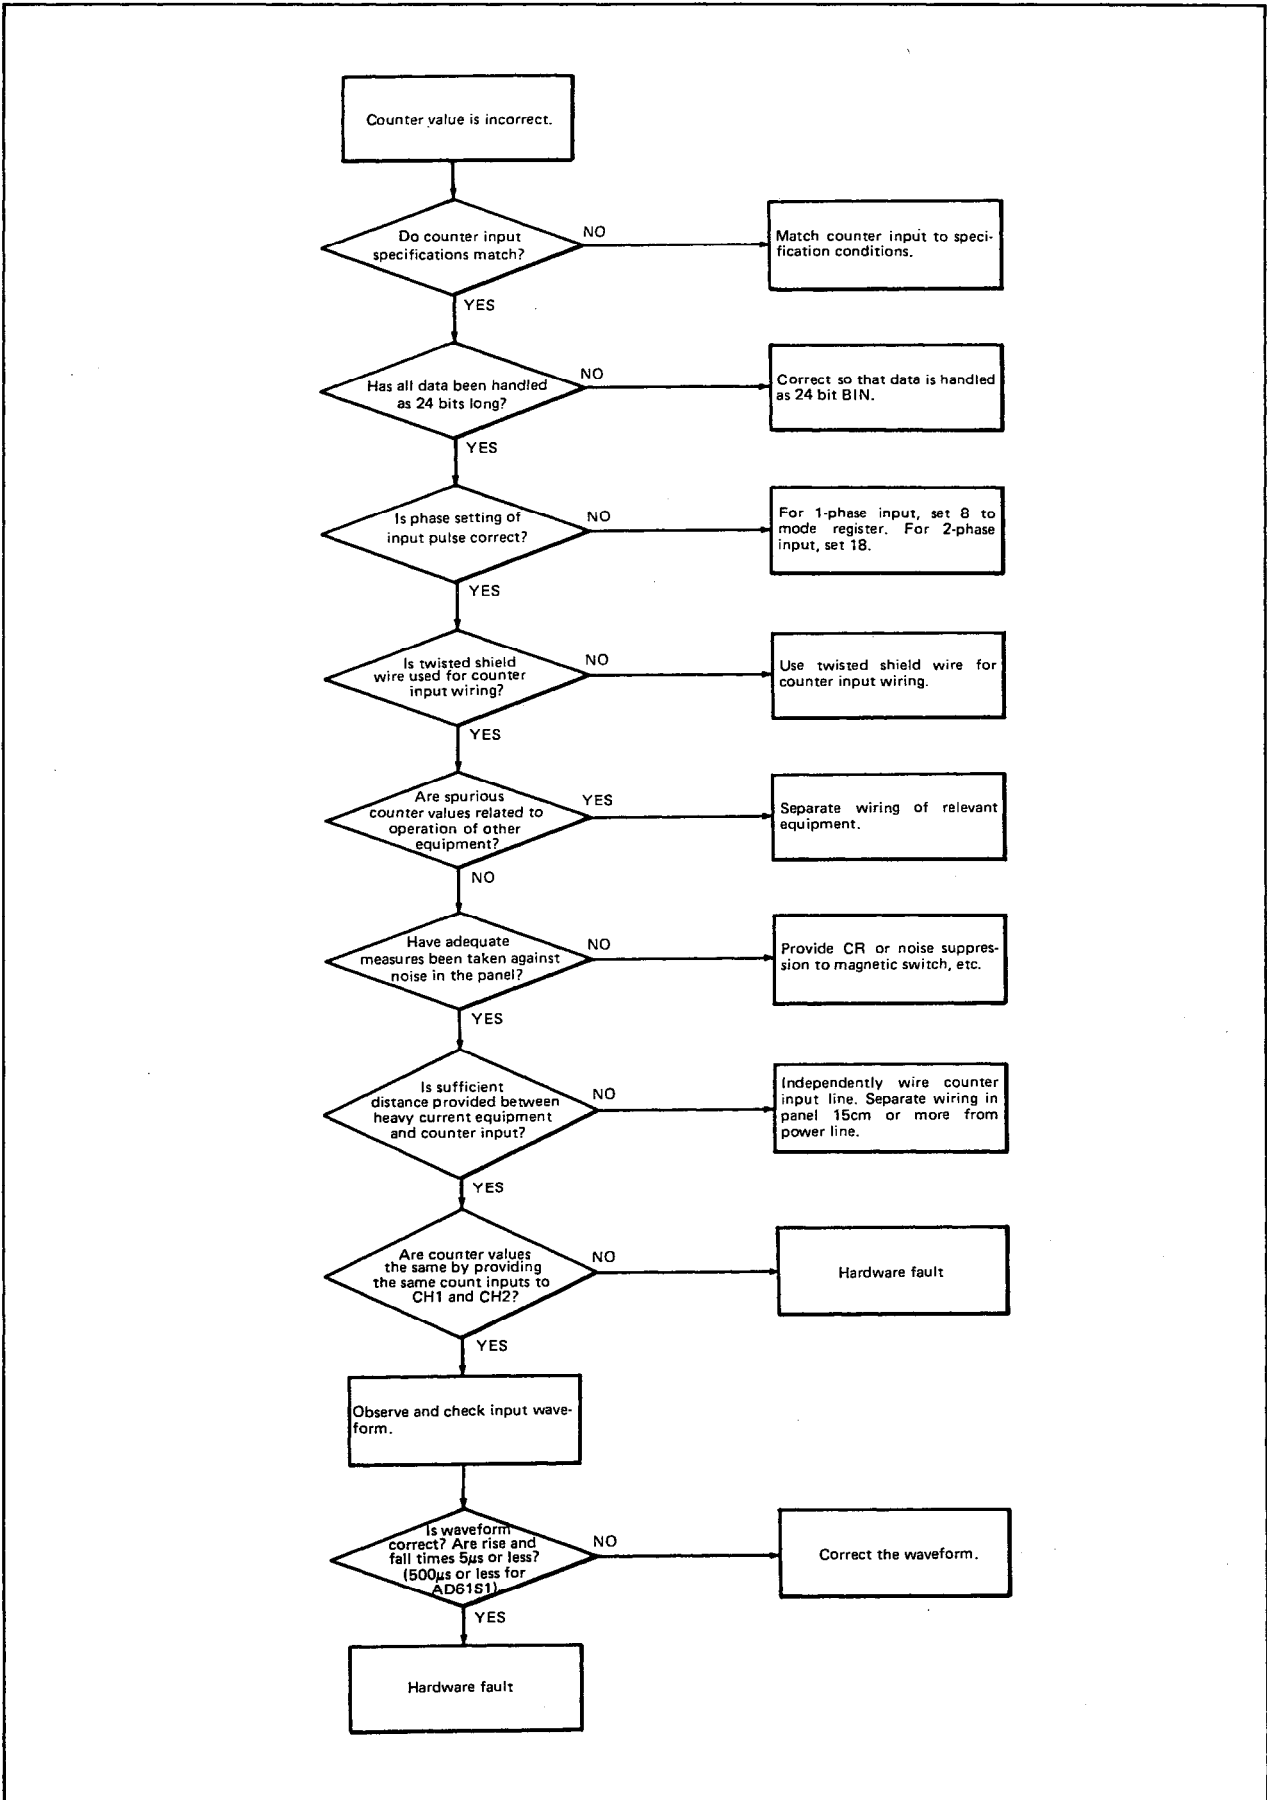 Counter value is incorrect.
Do counter input
specifications match?
NO
Match counter input to speci-
fication conditions.
YES
Has all data been handled
as 24 bits long?
NO
Correct so that data is handled
as 24 bit BIN.
YES
Is phase setting of
input pulse correct?
NO
For 1-phase input, set 8 to
mode register. For 2-phase
input, set 18.
YES
Is twisted shield
wire used for counter
input wiring?
NO
Use twisted shield wire for
counter input wiring.
YES
Are spurious
counter values related to
operation of other
equipment?
YES
Separate wiring of relevant
equipment.
NO
Have adequate
measures been taken against
noise in the panel?
NO
Provide CR or noise suppres-
sion to magnetic switch, etc.
YES
Is sufficient
distance provided between
heavy current equipment
and counter input?
NO
Independently wire counter
input line. Separate wiring in
panel 15cm or more from
power line.
YES
Are counter values
the same by providing
the same count inputs to
CH1 and CH2?
NO
Hardware fault
YES
Observe and check input wave-
form.
Is waveform
correct? Are rise and
fall times 5µs or less?
(500µs or less for
AD61S1)
NO
Correct the waveform.
YES
Hardware fault